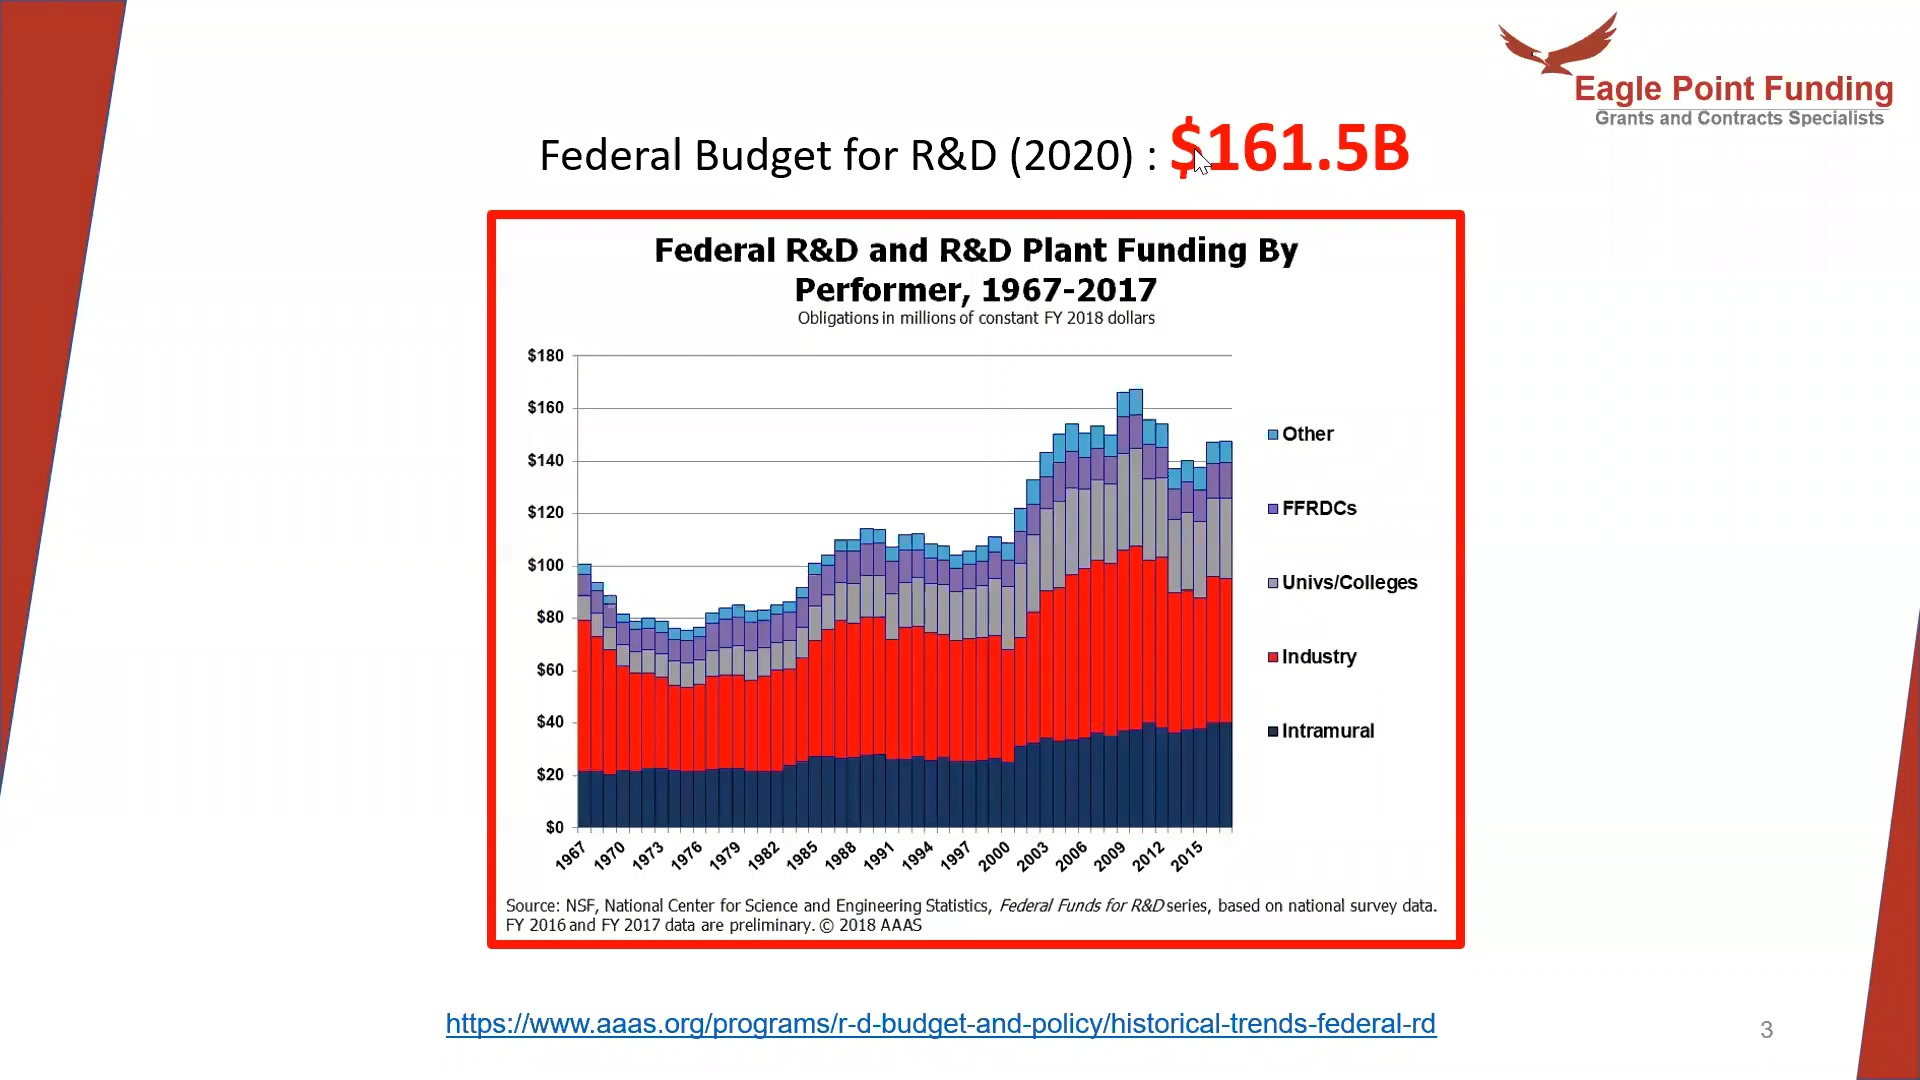 Eagle Point Funding
Grants and Contracts Specialists
Federal Budget for R&D (2020) : $161.5B
Federal R&D and R&D Plant Funding By
Performer, 1967-2017
Obligations in millions of constant FY 2018 dollars
$180
$160
$140
$120
$100
$80
$60
$40
$20
$0
1967 1970 1973 1976 1979 1982 1985 1988 1991 1994 1997 2000 2003 2006 2009 2012 2015
Other
FFRDCs
Univs/Colleges
Industry
Intramural
Source: NSF, National Center for Science and Engineering Statistics, Federal Funds for R&D series, based on national survey data.
FY 2016 and FY 2017 data are preliminary. © 2018 AAAS
https://www.aaas.org/programs/r-d-budget-and-policy/historical-trends-federal-rd
3